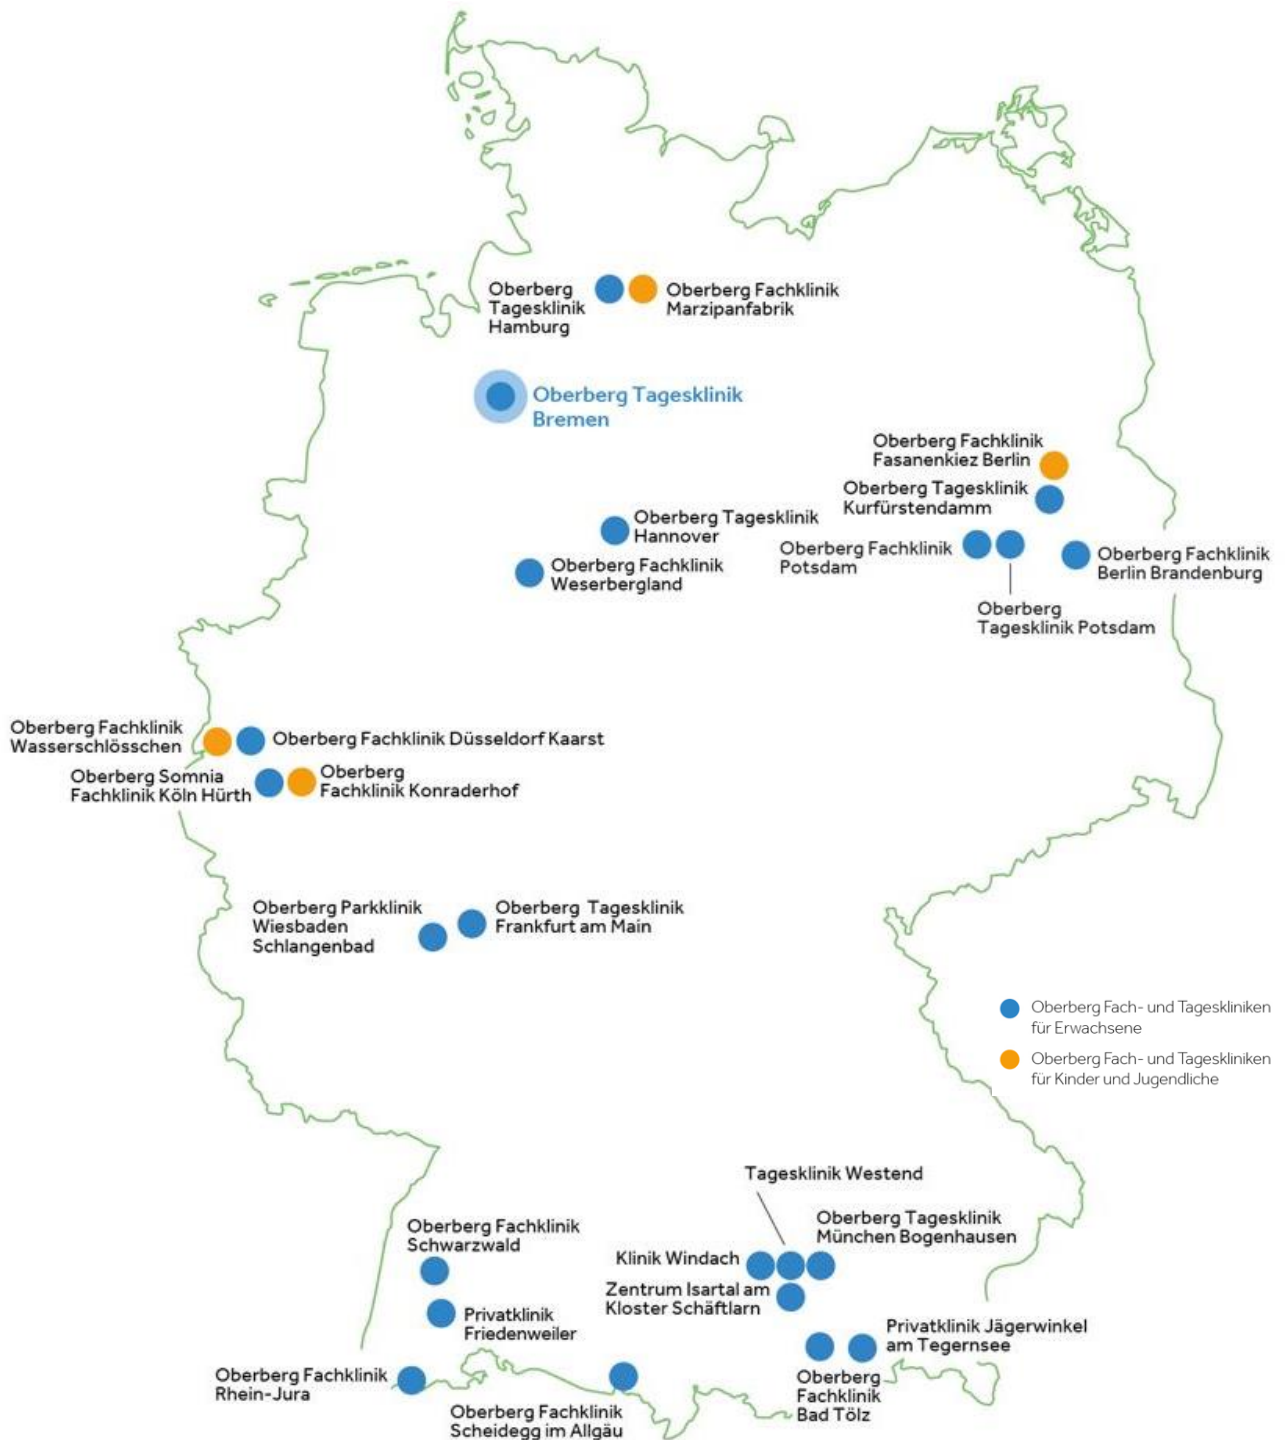 Oberberg
Tagesklinik
Hamburg
Oberberg Fachklinik
Marzipanfabrik
Oberberg Tagesklinik
Bremen
Oberberg Fachklinik
Fasanenkiez Berlin
Oberberg Tagesklinik
Kurfürstendamm
Oberberg Tagesklinik
Hannover
Oberberg Fachklinik
Potsdam
Oberberg Fachklinik
Berlin Brandenburg
Oberberg Fachklinik
Weserbergland
Oberberg
Tagesklinik Potsdam
Oberberg Fachklinik
Wasserschlösschen
Oberberg Fachklinik Düsseldorf Kaarst
Oberberg Somnia
Fachklinik Köln Hürth
Oberberg
Fachklinik Konraderhof
Oberberg Parkklinik
Wiesbaden
Schlangenbad
Oberberg Tagesklinik
Frankfurt am Main
Oberberg Fach- und Tageskliniken
für Erwachsene
Oberberg Fach- und Tageskliniken
für Kinder und Jugendliche
Tagesklinik Westend
Oberberg Fachklinik
Schwarzwald
Oberberg Tagesklinik
München Bogenhausen
Klinik Windach
Zentrum Isartal am
Kloster Schäftlarn
Privatklinik
Friedenweiler
Privatklinik Jägerwinkel
am Tegernsee
Oberberg Fachklinik
Rhein-Jura
Oberberg
Fachklinik
Bad Tölz
Oberberg Fachklinik
Scheidegg im Allgäu